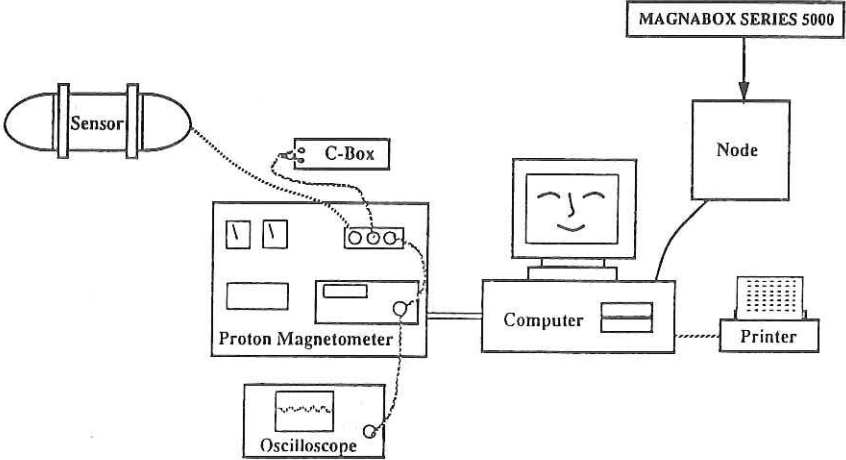 MAGNABOX SERIES 5000
Sensor
C-Box
Node
Computer
Proton Magnetometer
Printer
Oscilloscope